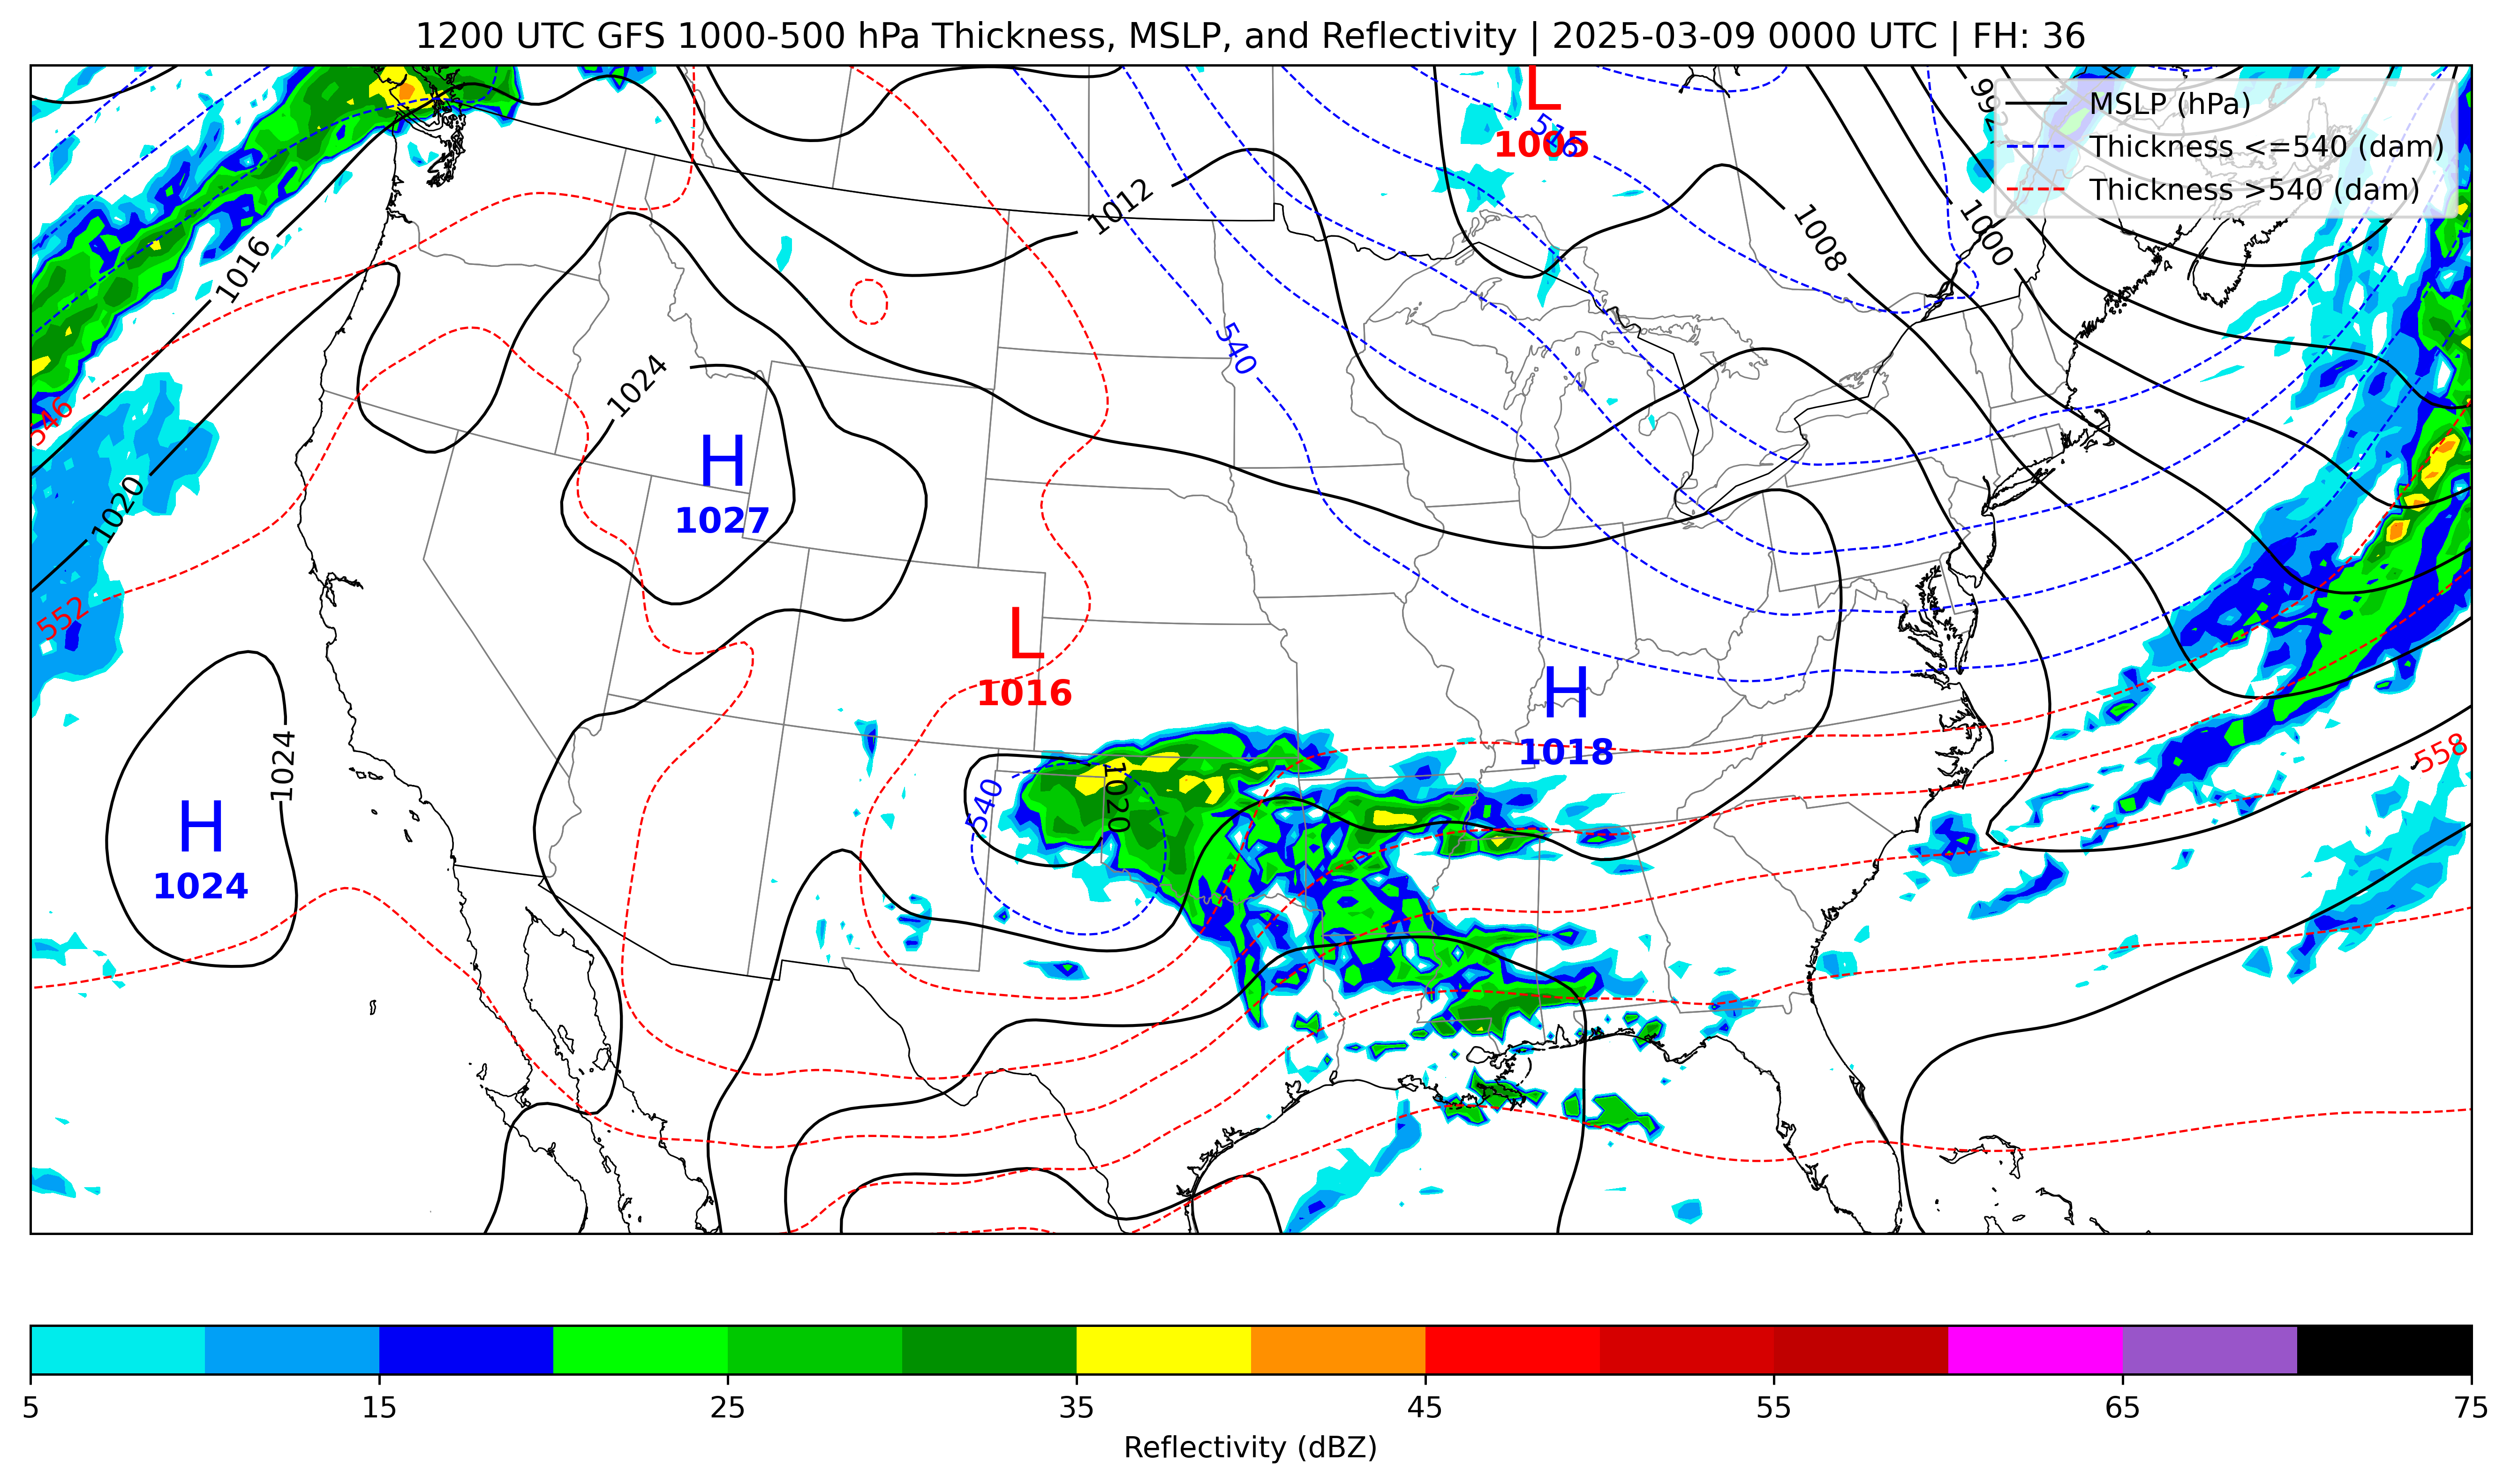 1200 UTC GFS 1000-500 hPa Thickness, MSLP, and Reflectivity | 2025-03-09 0000 UTC | FH: 36
MSLP (hPa)
Thickness <=540 (dam)
Thickness >540 (dam)
L
1005
516
1012
1016
1008
1000
540
1024
546
H
1027
1020
552
L
1016
H
1018
1024
558
540
1020
H
1024
5
15
25
35
45
55
65
75
Reflectivity (dBZ)